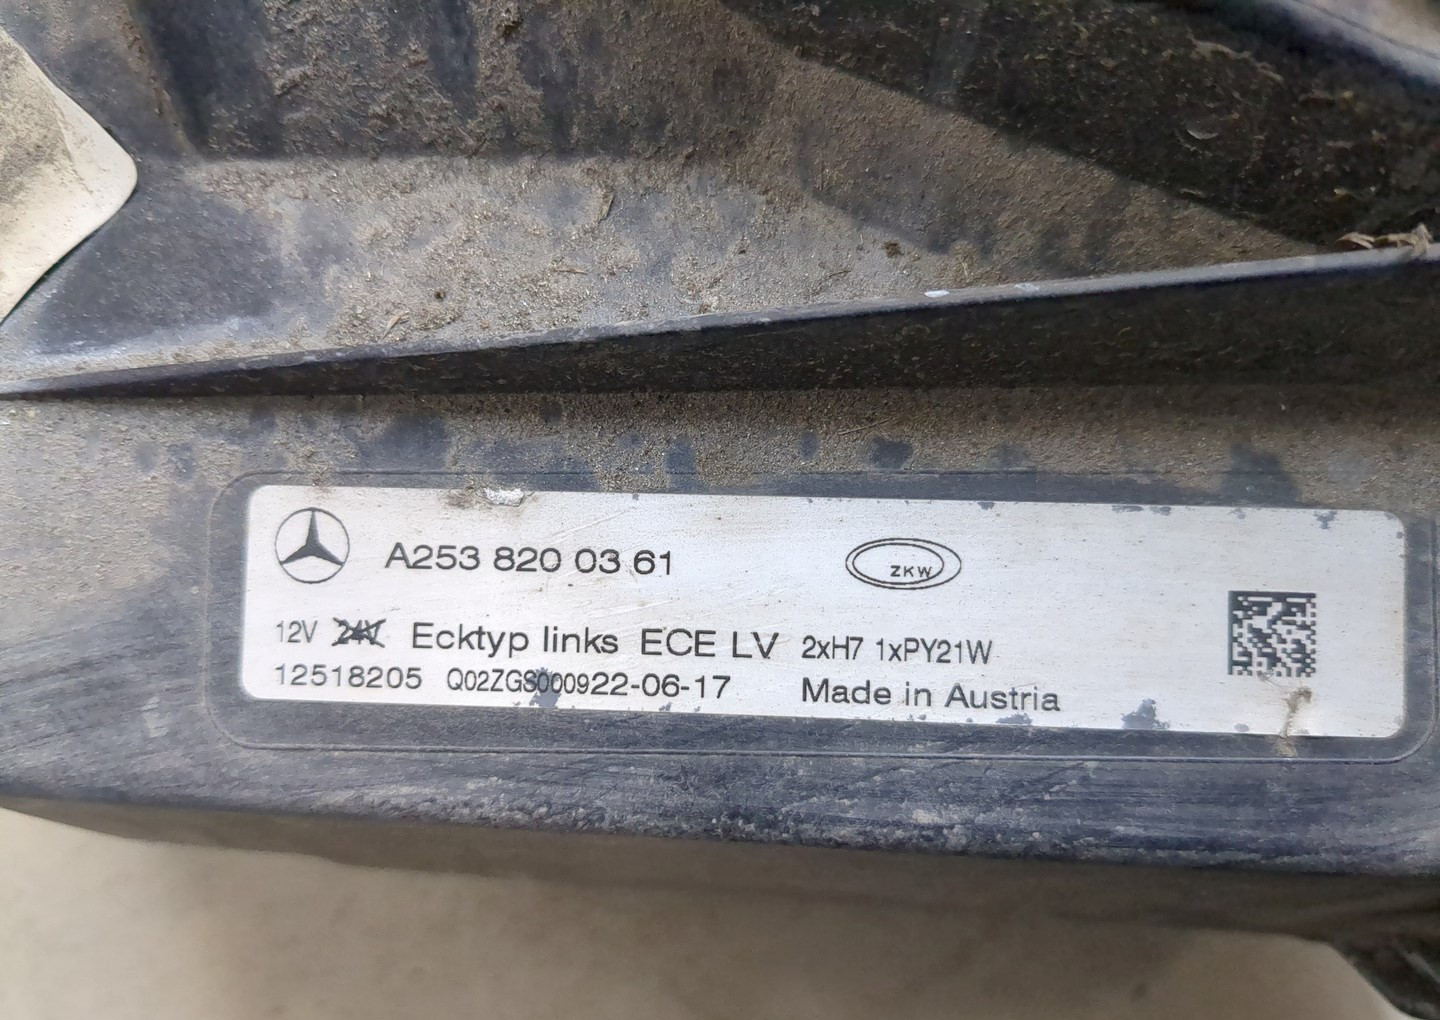 A253 820 03 61
ZKW
12V 24V Ecktyp links ECE LV 2xH7 1xPY21W
12518205 Q02ZGS000922-06-17 Made in Austria